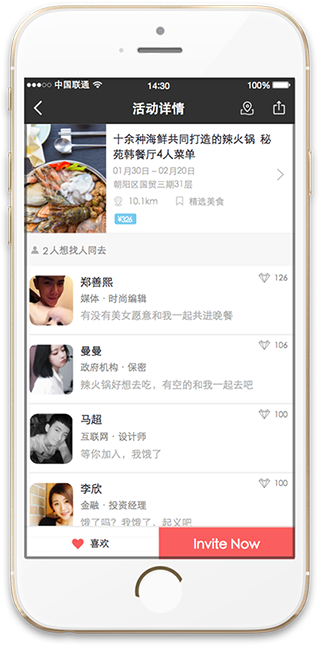 中国联通
14:30
100%
活动详情
十余种海鲜共同打造的辣火锅 秘
苑韩餐厅4人菜单
01月30日－02月20日
朝阳区国贸三期31层
10.1km 精选美食
¥326
2人想找人同去
郑善熙
126
媒体·时尚编辑
有没有美女愿意和我一起共进晚餐
曼曼
106
政府机构·保密
辣火锅好想去吃，有空的和我一起去吧
马超
100
互联网·设计师
等你加入，我饿了
李欣
100
金融·投资经理
饿了吗？我饿了，起义吧
喜欢
Invite Now